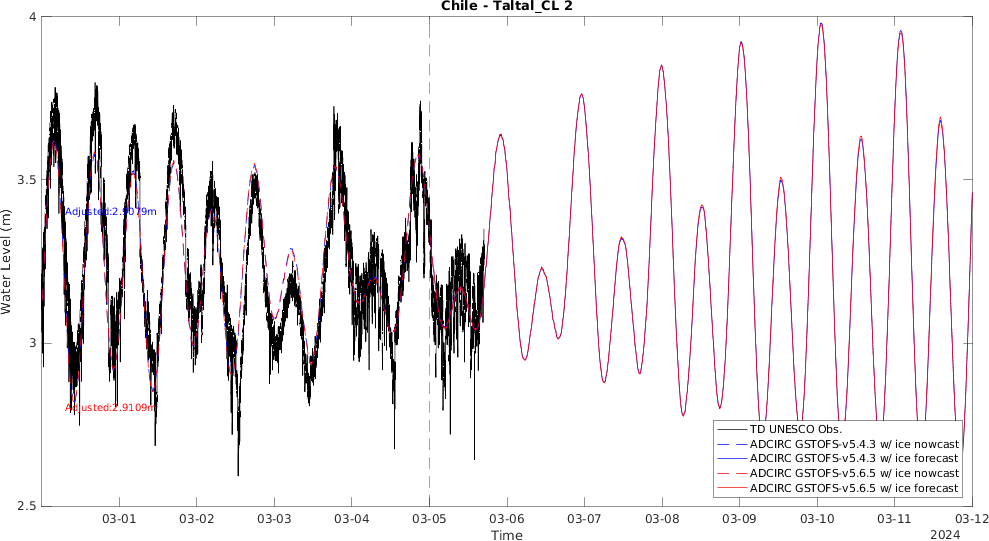 Chile - Taltal_CL 2
Water Level (m)
4
3.5
3
2.5
Adjusted:2.9079m
Adjusted:2.9109m
TD UNESCO Obs.
ADCIRC GSTOFS-v5.4.3 w/ ice nowcast
ADCIRC GSTOFS-v5.4.3 w/ ice forecast
ADCIRC GSTOFS-v5.6.5 w/ ice nowcast
ADCIRC GSTOFS-v5.6.5 w/ ice forecast
03-01 03-02 03-03 03-04 03-05 03-06 03-07 03-08 03-09 03-10 03-11 03-12
Time
2024